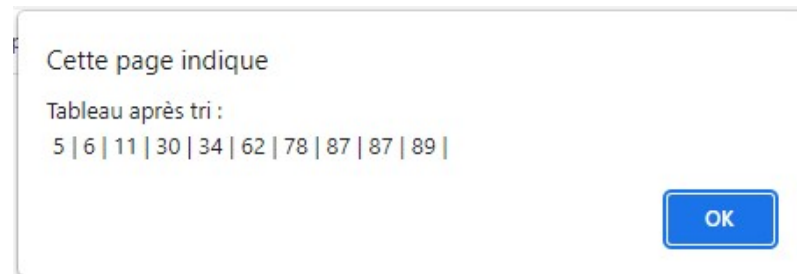 Cette page indique
Tableau après tri :
5 | 6 | 11 | 30 | 34 | 62 | 78 | 87 | 87 | 89 |
OK